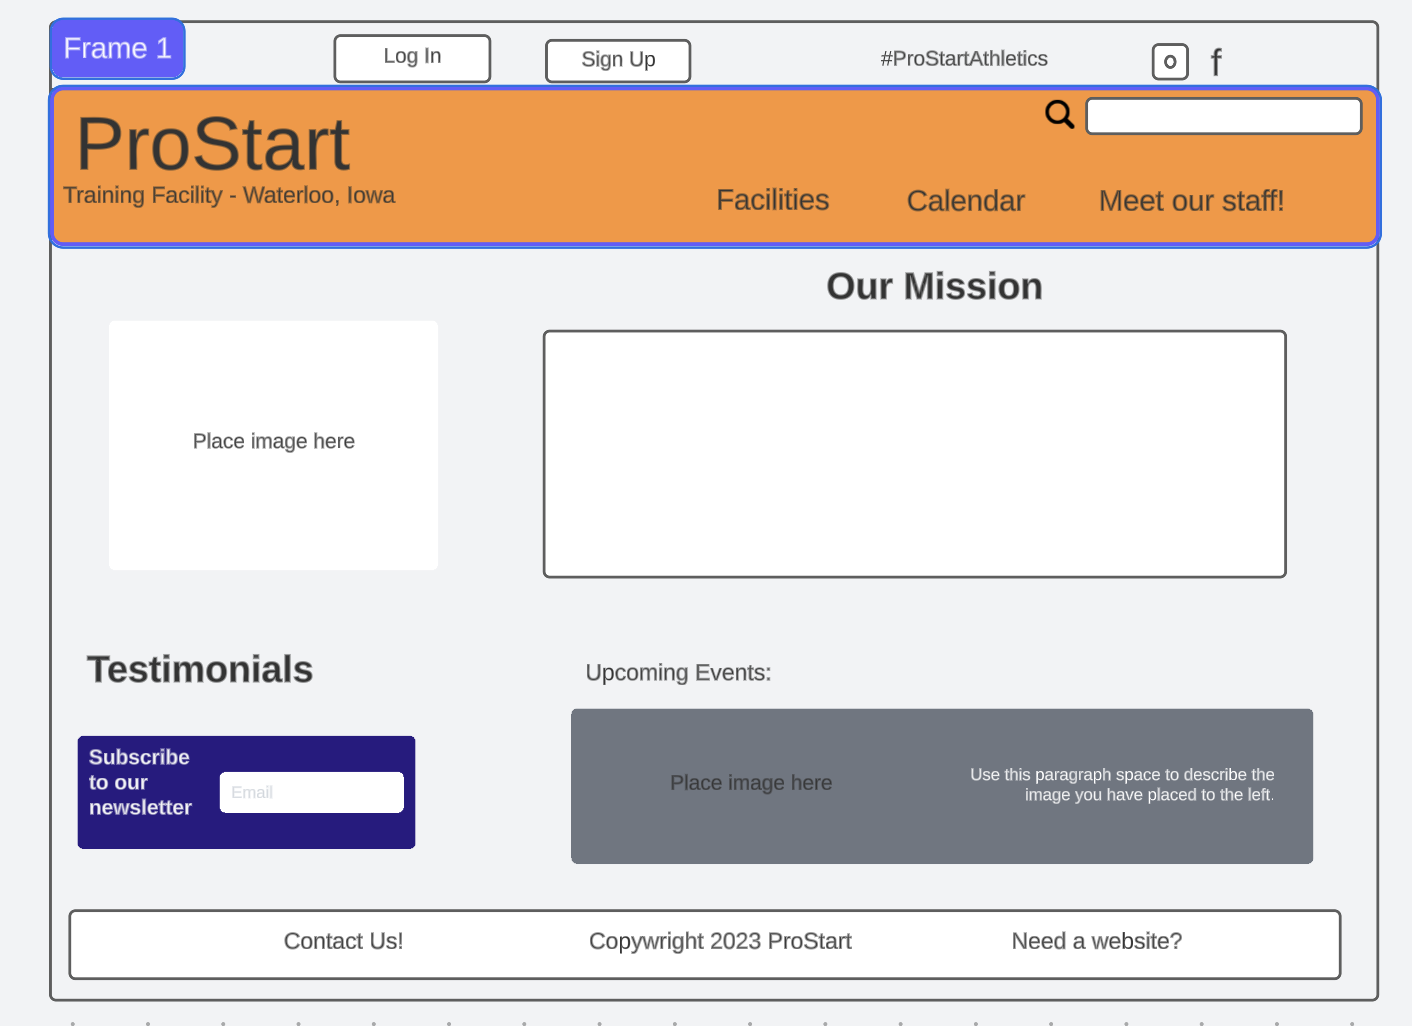 Frame 1
Log In
Sign Up
#ProStartAthletics
o
f
ProStart
Training Facility - Waterloo, Iowa
Facilities
Calendar
Meet our staff!
Our Mission
Place image here
Testimonials
Upcoming Events:
Subscribe
to our
newsletter
Email
Place image here
Use this paragraph space to describe the
image you have placed to the left.
Contact Us!
Copywright 2023 ProStart
Need a website?